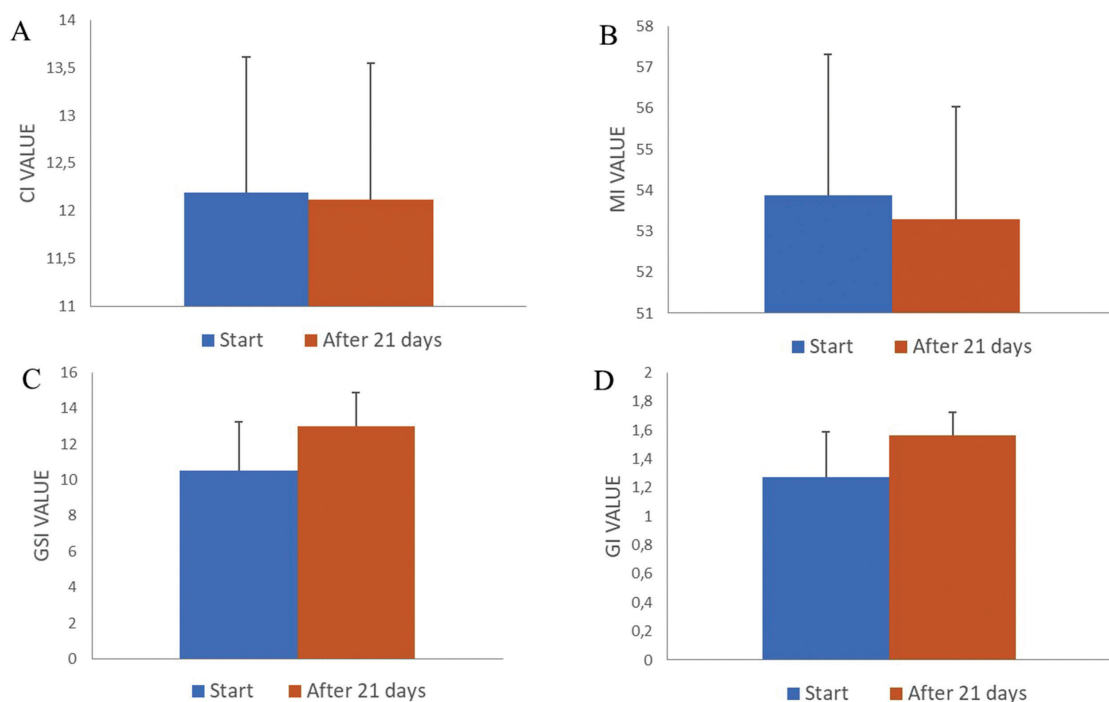 A
CI VALUE
14
13,5
13
12,5
12
11,5
11
Start After 21 days
B
MI VALUE
58
57
56
55
54
53
52
51
Start After 21 days
C
GSI VALUE
16
14
12
10
8
6
4
2
0
Start After 21 days
D
GI VALUE
2
1,8
1,6
1,4
1,2
1
0,8
0,6
0,4
0,2
0
Start After 21 days